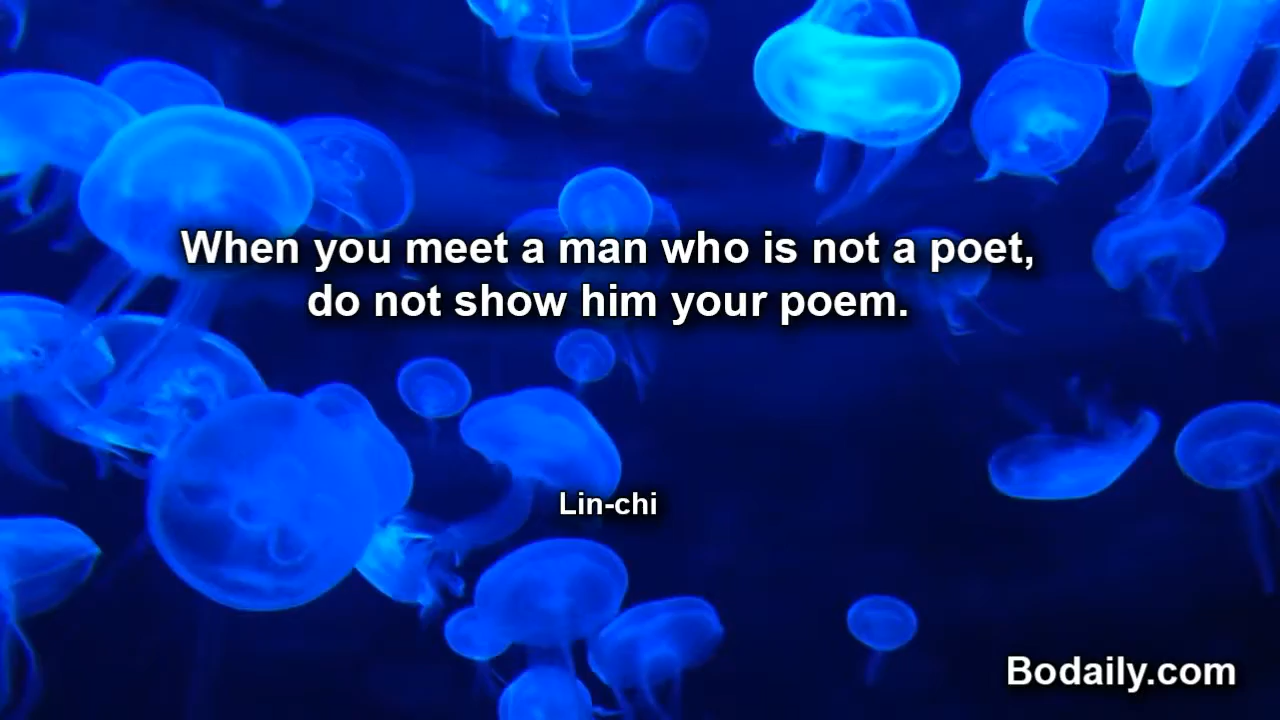 When you meet a man who is not a poet,
do not show him your poem.
Lin-chi
Bodaily.com